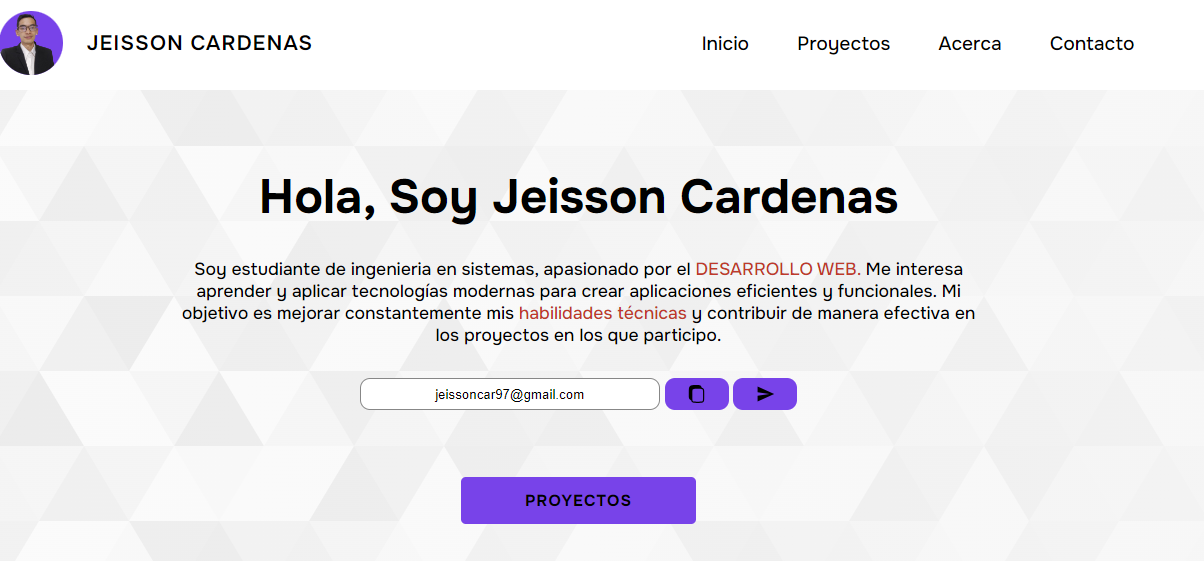 JEISSON CARDENAS
Inicio Proyectos Acerca Contacto
Hola, Soy Jeisson Cardenas
Soy estudiante de ingenieria en sistemas, apasionado por el DESARROLLO WEB. Me interesa
aprender y aplicar tecnologías modernas para crear aplicaciones eficientes y funcionales. Mi
objetivo es mejorar constantemente mis habilidades técnicas y contribuir de manera efectiva en
los proyectos en los que participo.
jeissoncar97@gmail.com
PROYECTOS